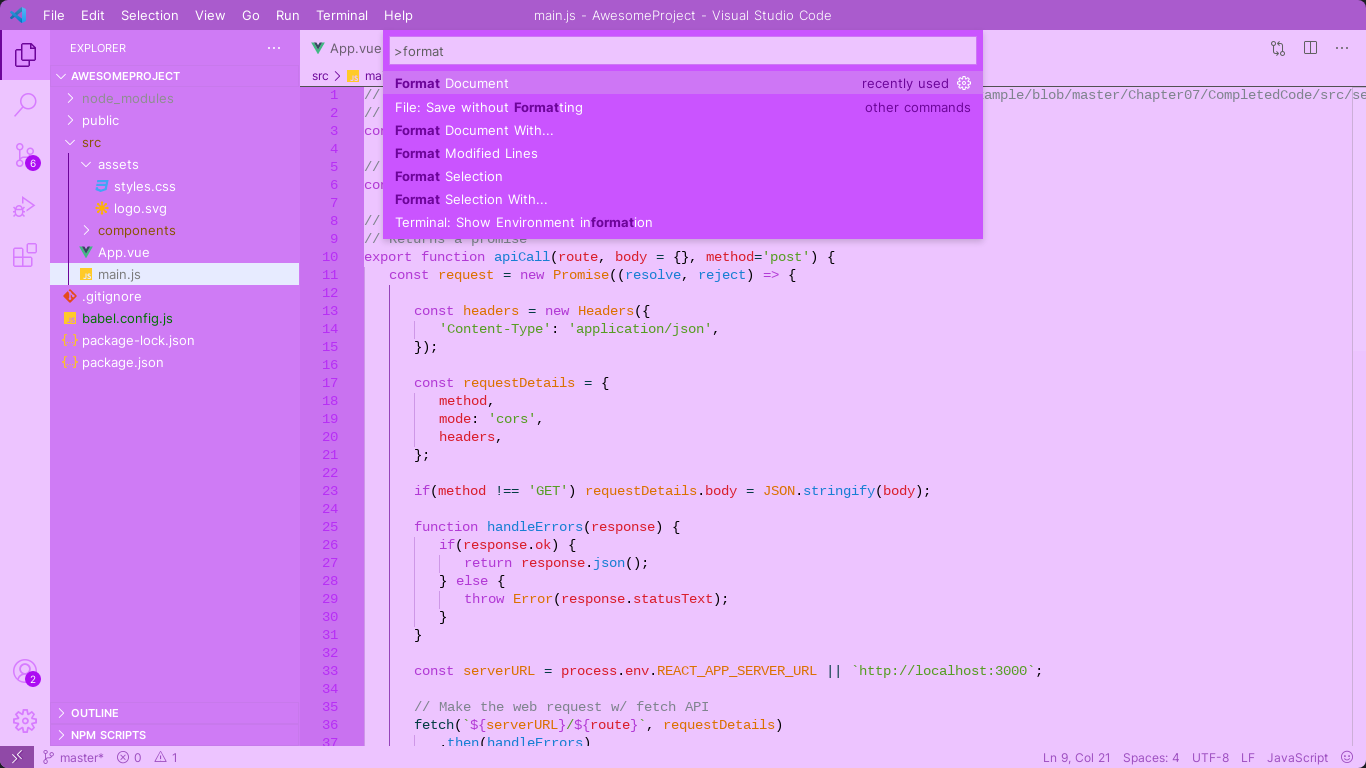 File Edit Selection View Go Run Terminal Help main.js - AwesomeProject - Visual Studio Code
EXPLORER
AWESOMEPROJECT
node_modules
public
src
assets
styles.css
logo.svg
components
App.vue
main.js
.gitignore
babel.config.js
package-lock.json
package.json
OUTLINE
NPM SCRIPTS
6
2
App.vue
src > ma
>format
Format Document recently used
File: Save without Formatting other commands
Format Document With...
Format Modified Lines
Format Selection
Format Selection With...
Terminal: Show Environment information
1 // ample/blob/master/Chapter07/CompletedCode/src/se
2 //
3 con
4
5 //
6 con
7
8 //
9 // Returns a promise
10 export function apiCall(route, body = {}, method='post') {
11 const request = new Promise((resolve, reject) => {
12
13 const headers = new Headers({
14 'Content-Type': 'application/json',
15 });
16
17 const requestDetails = {
18 method,
19 mode: 'cors',
20 headers,
21 };
22
23 if(method !== 'GET') requestDetails.body = JSON.stringify(body);
24
25 function handleErrors(response) {
26 if(response.ok) {
27 return response.json();
28 } else {
29 throw Error(response.statusText);
30 }
31 }
32
33 const serverURL = process.env.REACT_APP_SERVER_URL || `http://localhost:3000`;
34
35 // Make the web request w/ fetch API
36 fetch(`${serverURL}/${route}`, requestDetails)
37 .then(handleErrors)
master* 0 1 Ln 9, Col 21 Spaces: 4 UTF-8 LF JavaScript